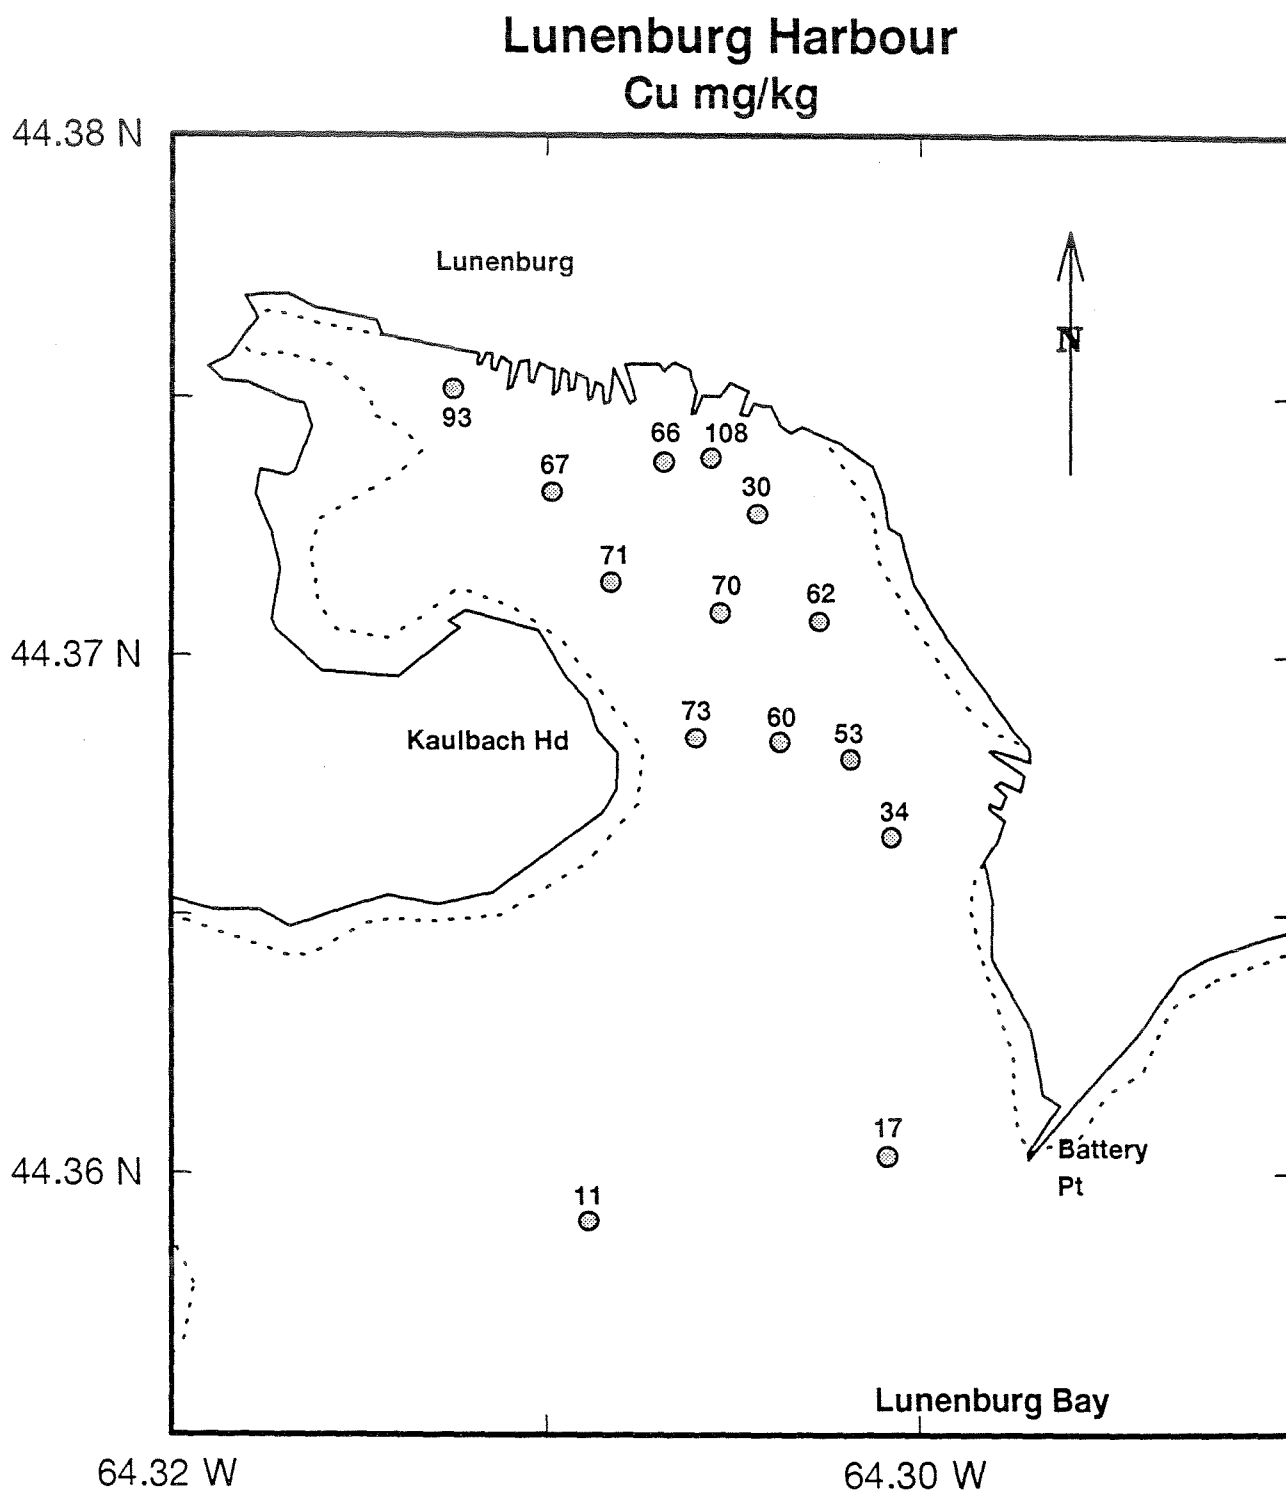 Lunenburg Harbour
Cu mg/kg
44.38 N
Lunenburg
N
93
66
108
67
30
71
70
62
44.37 N
73
60
53
Kaulbach Hd
34
17
Battery
Pt
44.36 N
11
Lunenburg Bay
64.32 W
64.30 W